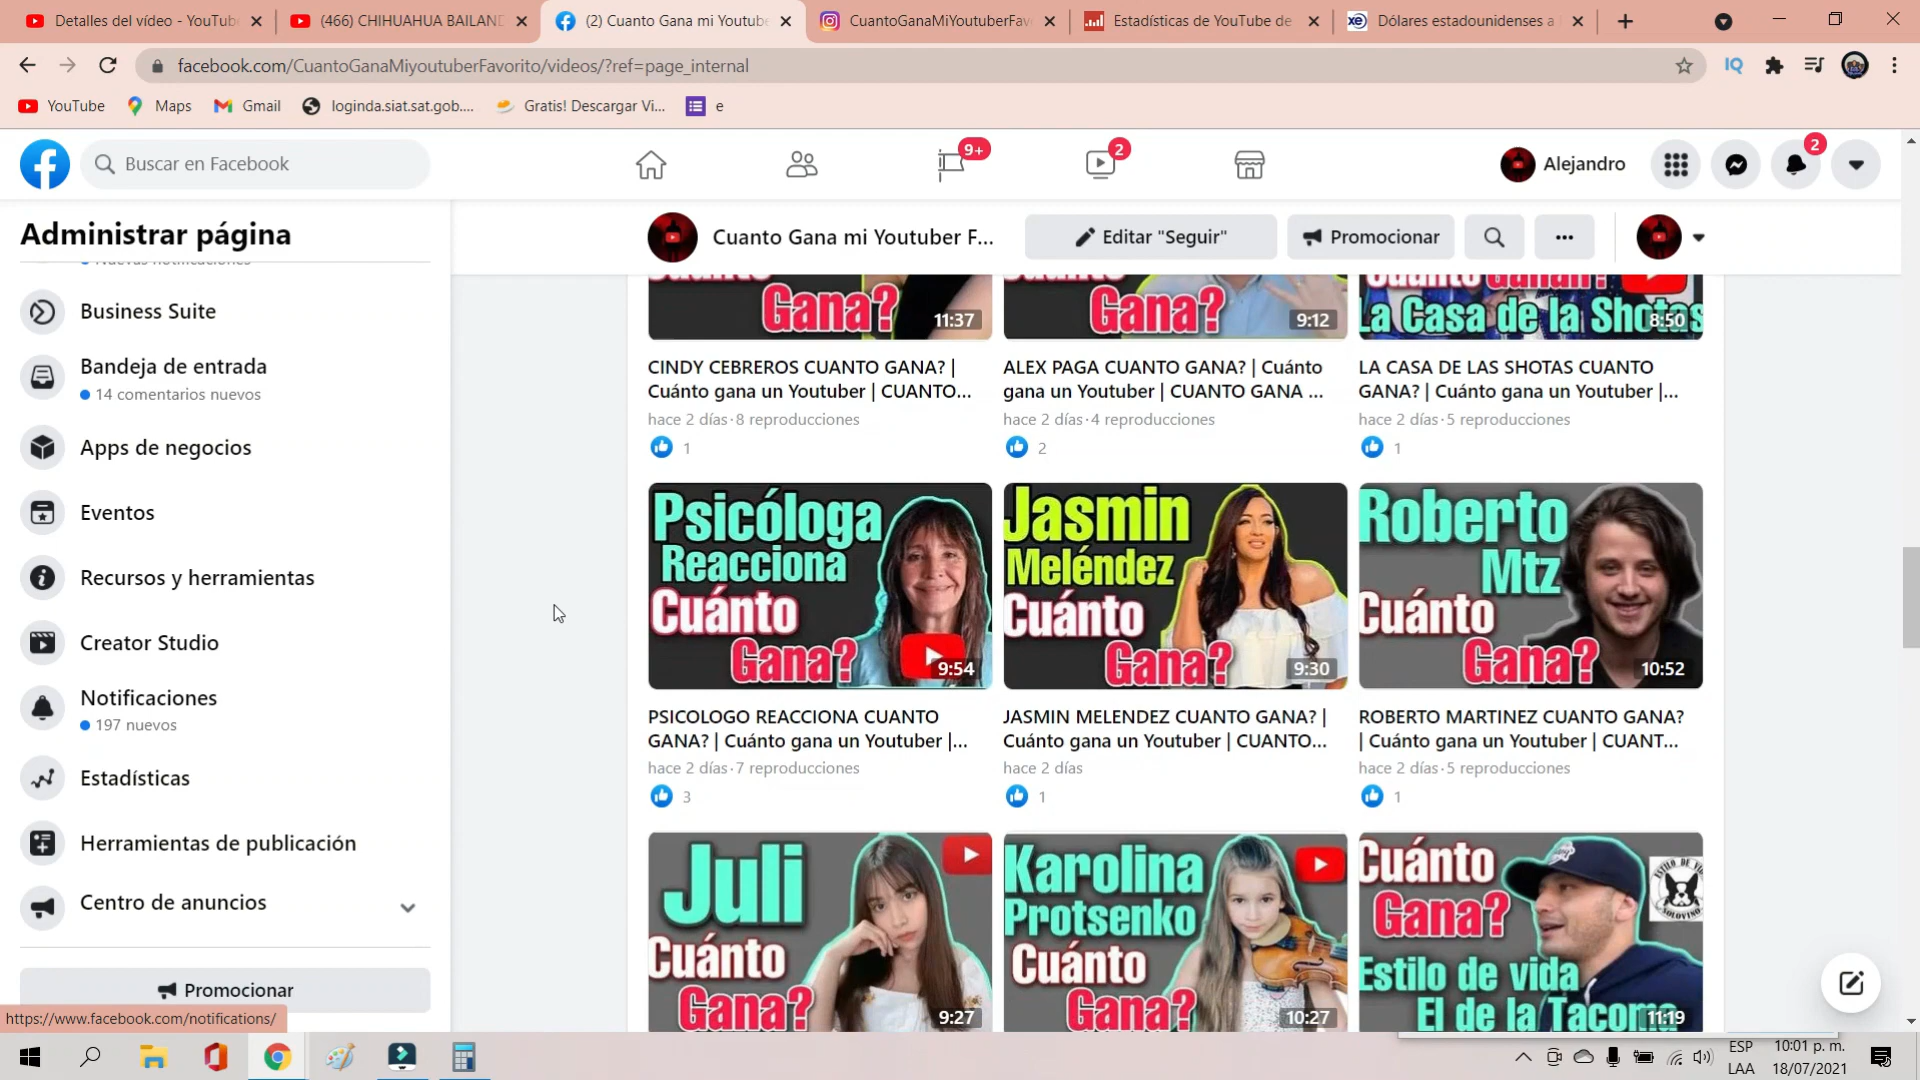 Detalles del vídeo - YouTube
(466) CHIHUAHUA BAILAND
(2) Cuanto Gana mi Youtube
CuantoGanaMiYoutuberFav
Estadísticas de YouTube de
Dólares estadounidenses a
facebook.com/CuantoGanaMiyoutuberFavorito/videos/?ref=page_internal
IQ
YouTube
Maps
Gmail
loginda.siat.sat.gob....
Gratis! Descargar Vi...
e
Buscar en Facebook
9+
2
Alejandro
2
Administrar página
Cuanto Gana mi Youtuber F...
Editar "Seguir"
Promocionar
Nuevas notificaciones
Business Suite
Bandeja de entrada
14 comentarios nuevos
Apps de negocios
Eventos
Recursos y herramientas
Creator Studio
Notificaciones
197 nuevos
Estadísticas
Herramientas de publicación
Centro de anuncios
Promocionar
https://www.facebook.com/notifications/
Cuánto
Gana?
11:37
Gana?
9:12
Cuánto Ganan?
La Casa de la Shotas
8:50
CINDY CEBREROS CUANTO GANA? |
Cuánto gana un Youtuber | CUANTO...
hace 2 días·8 reproducciones
1
ALEX PAGA CUANTO GANA? | Cuánto
gana un Youtuber | CUANTO GANA ...
hace 2 días·4 reproducciones
2
LA CASA DE LAS SHOTAS CUANTO
GANA? | Cuánto gana un Youtuber |...
hace 2 días·5 reproducciones
1
Psicóloga
Reacciona
Cuánto
Gana?
9:54
Jasmin
Meléndez
Cuánto
Gana?
9:30
Roberto
Mtz
Cuánto
Gana?
10:52
PSICOLOGO REACCIONA CUANTO
GANA? | Cuánto gana un Youtuber |...
hace 2 días·7 reproducciones
3
JASMIN MELENDEZ CUANTO GANA? |
Cuánto gana un Youtuber | CUANTO...
hace 2 días
1
ROBERTO MARTINEZ CUANTO GANA?
| Cuánto gana un Youtuber | CUANT...
hace 2 días·5 reproducciones
1
Juli
Cuánto
Gana?
9:27
Karolina
Protsenko
Cuánto
Gana?
10:27
Cuánto
Gana?
Estilo de vida
El de la Tacoma
11:19
ESP
LAA
10:01 p. m.
18/07/2021